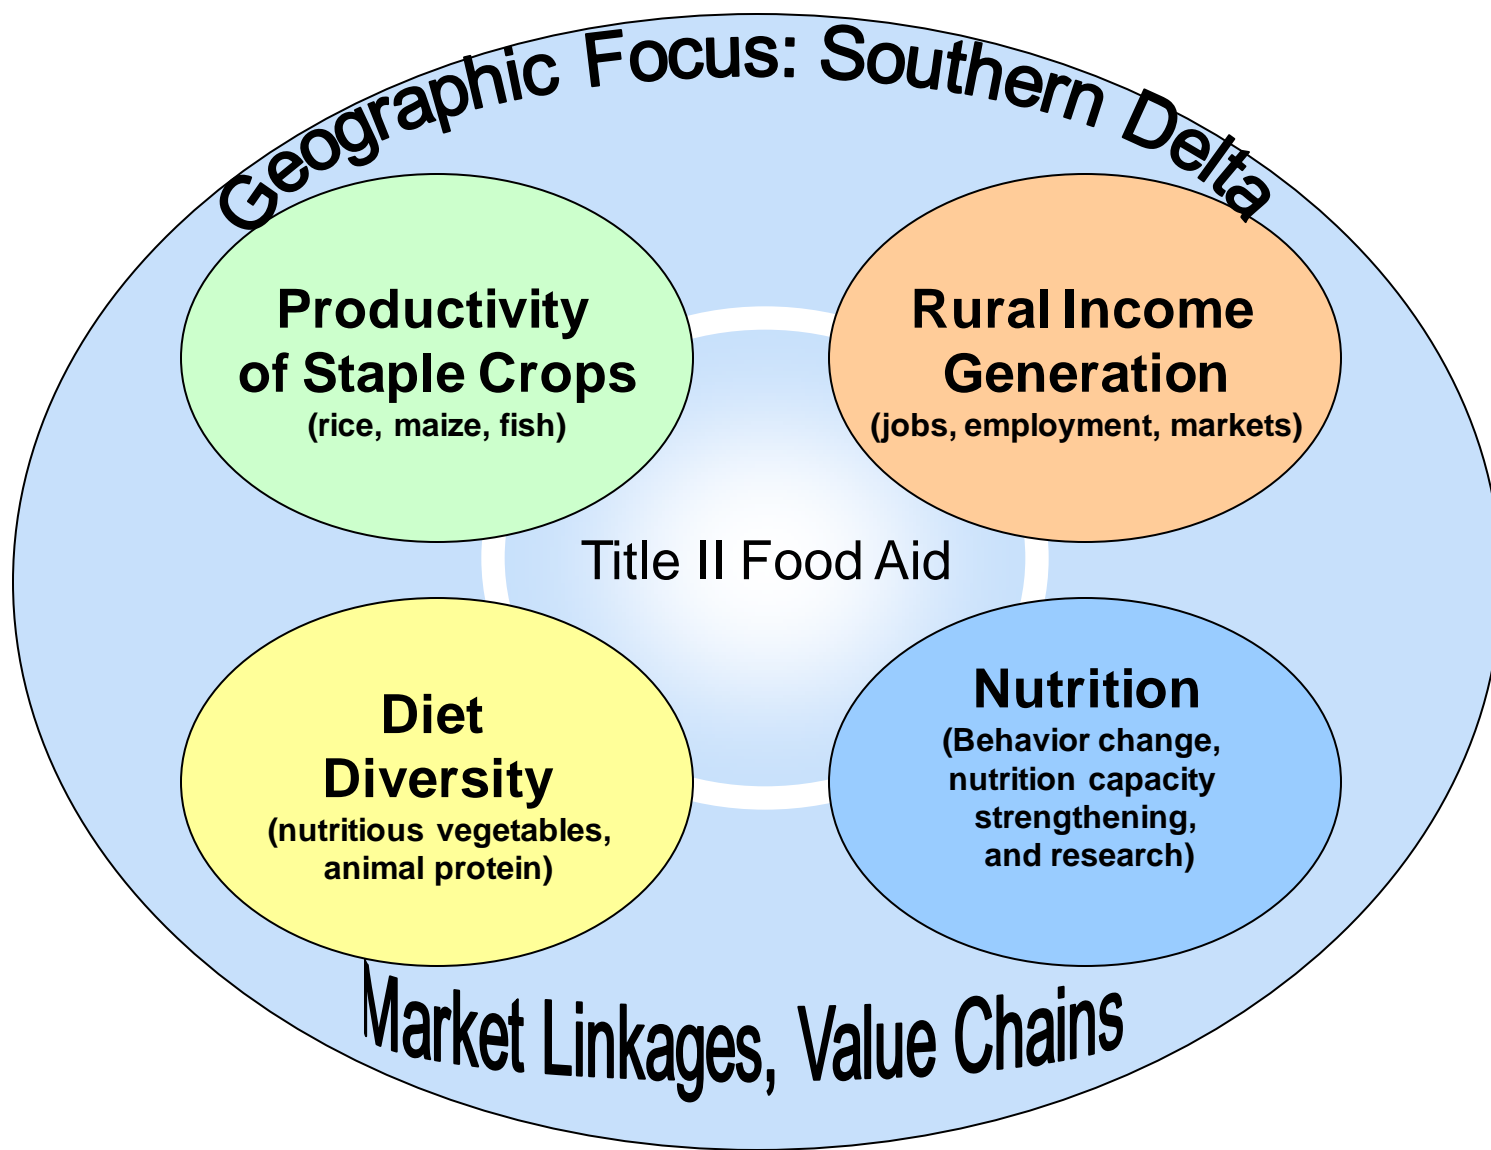 Geographic Focus: Southern Delta
Productivity
of Staple Crops
(rice, maize, fish)
Rural Income
Generation
(jobs, employment, markets)
Title II Food Aid
Diet
Diversity
(nutritious vegetables,
animal protein)
Nutrition
(Behavior change,
nutrition capacity
strengthening,
and research)
Market Linkages, Value Chains